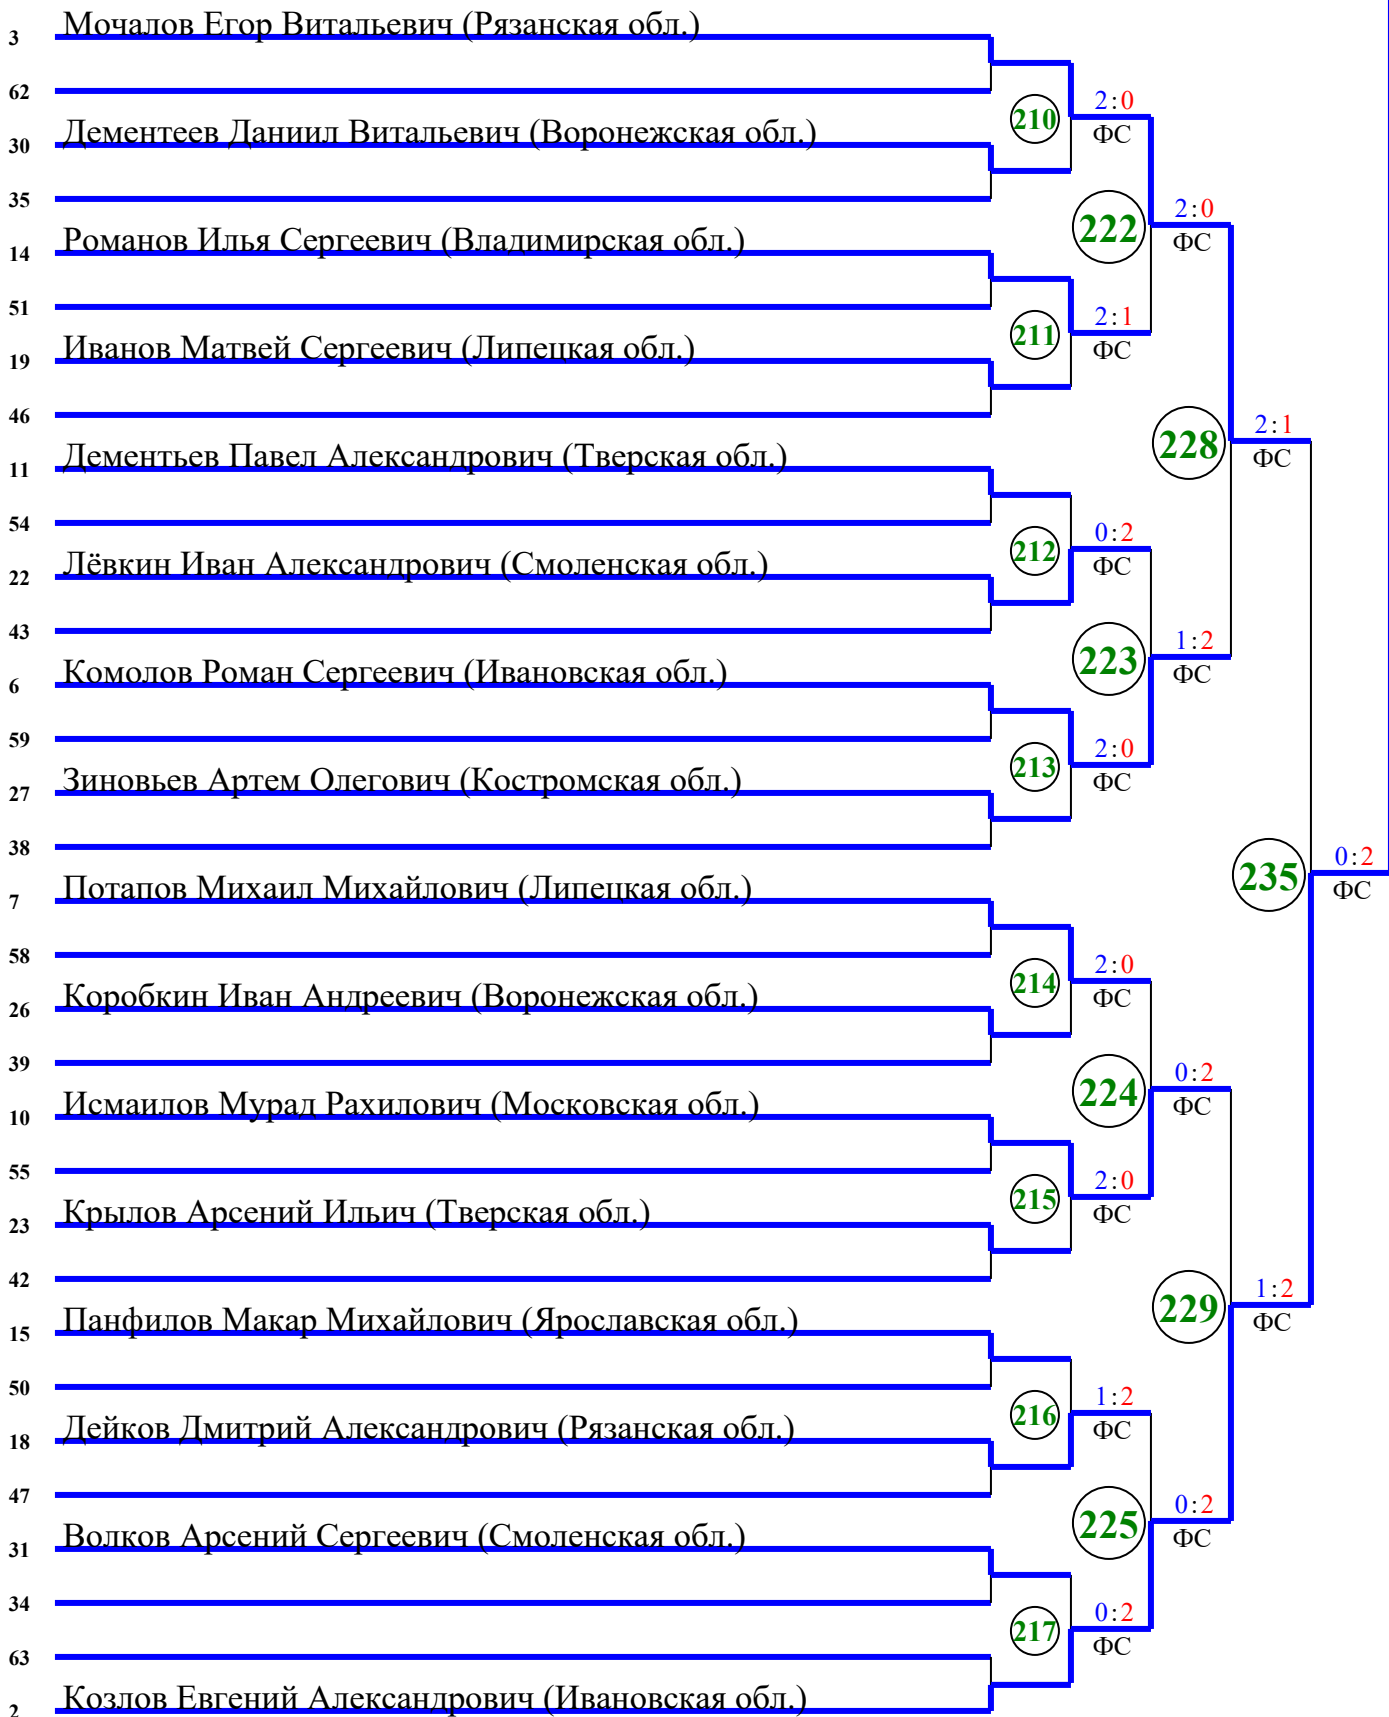 Мочалов Егор Витальевич (Рязанская обл.)
3
62
2:0
210
ФС
Дементеев Даниил Витальевич (Воронежская обл.)
30
35
2:0
222
ФС
Романов Илья Сергеевич (Владимирская обл.)
14
51
2:1
211
ФС
Иванов Матвей Сергеевич (Липецкая обл.)
19
46
2:1
228
ФС
Дементьев Павел Александрович (Тверская обл.)
11
54
0:2
212
ФС
Лёвкин Иван Александрович (Смоленская обл.)
22
43
1:2
223
ФС
Комолов Роман Сергеевич (Ивановская обл.)
6
59
2:0
213
ФС
Зиновьев Артем Олегович (Костромская обл.)
27
38
0:2
235
ФС
Потапов Михаил Михайлович (Липецкая обл.)
7
58
2:0
214
ФС
Коробкин Иван Андреевич (Воронежская обл.)
26
39
0:2
224
ФС
Исмаилов Мурад Рахилович (Московская обл.)
10
55
2:0
215
ФС
Крылов Арсений Ильич (Тверская обл.)
23
42
1:2
229
ФС
Панфилов Макар Михайлович (Ярославская обл.)
15
50
1:2
216
ФС
Дейков Дмитрий Александрович (Рязанская обл.)
18
47
0:2
225
ФС
Волков Арсений Сергеевич (Смоленская обл.)
31
34
0:2
217
ФС
63
Козлов Евгений Александрович (Ивановская обл.)
2